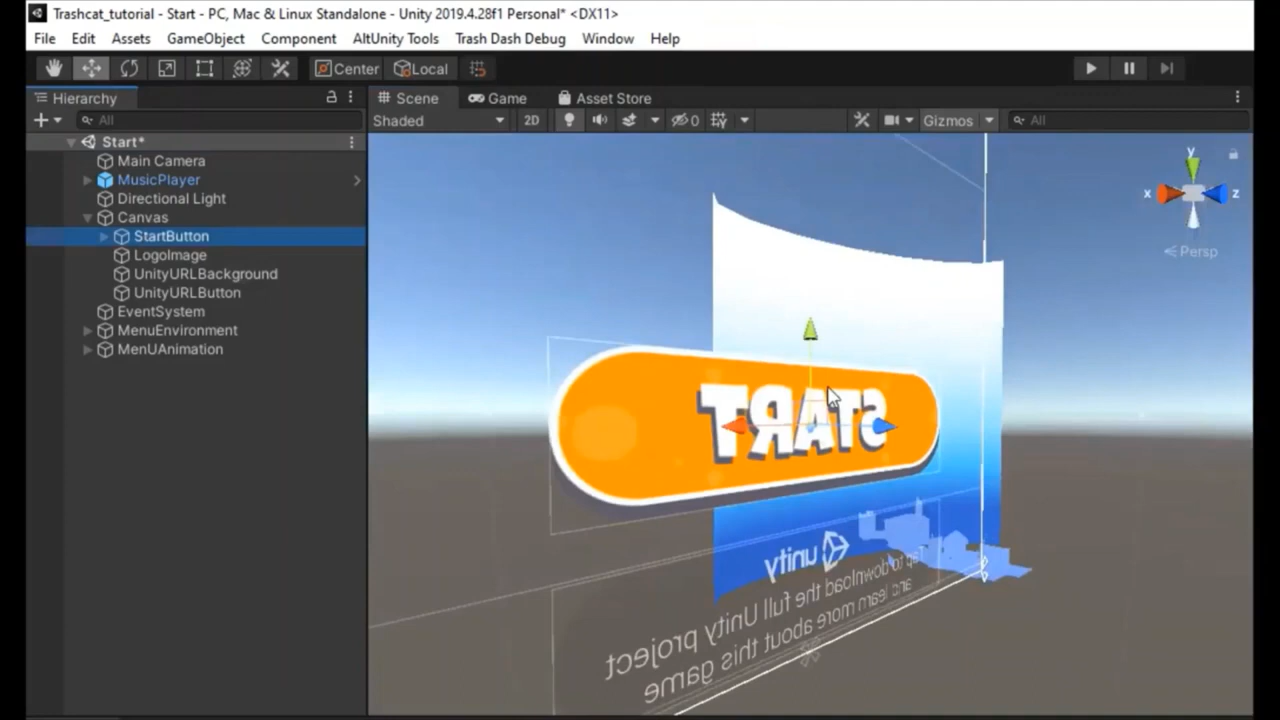 Trashcat_tutorial - Start - PC, Mac & Linux Standalone - Unity 2019.4.28f1 Personal* <DX11>
File Edit Assets GameObject Component AltUnity Tools Trash Dash Debug Window Help
Center Local
Hierarchy
Scene Game Asset Store
All
Shaded 2D 0 Gizmos All
Start*
Main Camera
MusicPlayer
Directional Light
Canvas
StartButton
LogoImage
UnityURLBackground
UnityURLButton
EventSystem
MenuEnvironment
MenUAnimation
y
x z
Persp
START
unity
Tap to download the full Unity project
and learn more about this
game